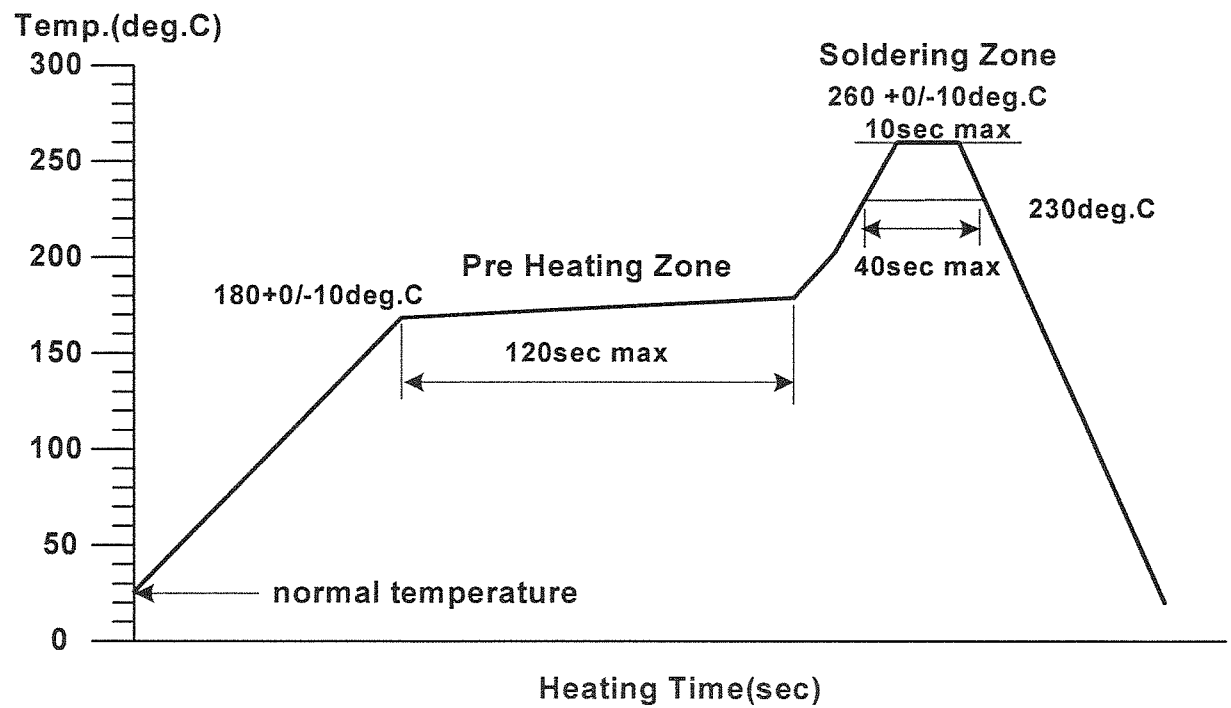 Temp.(deg.C)
300
250
200
150
100
50
0
Soldering Zone
260 +0/-10deg.C
10sec max
230deg.C
40sec max
Pre Heating Zone
180+0/-10deg.C
120sec max
normal temperature
Heating Time(sec)